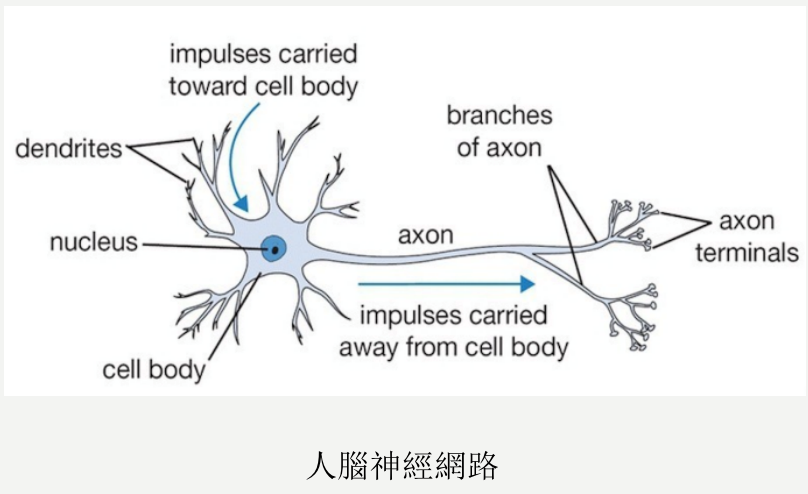 impulses carried
toward cell body
branches
of axon
dendrites
nucleus
axon
axon
terminals
impulses carried
away from cell body
cell body
人腦神經網路